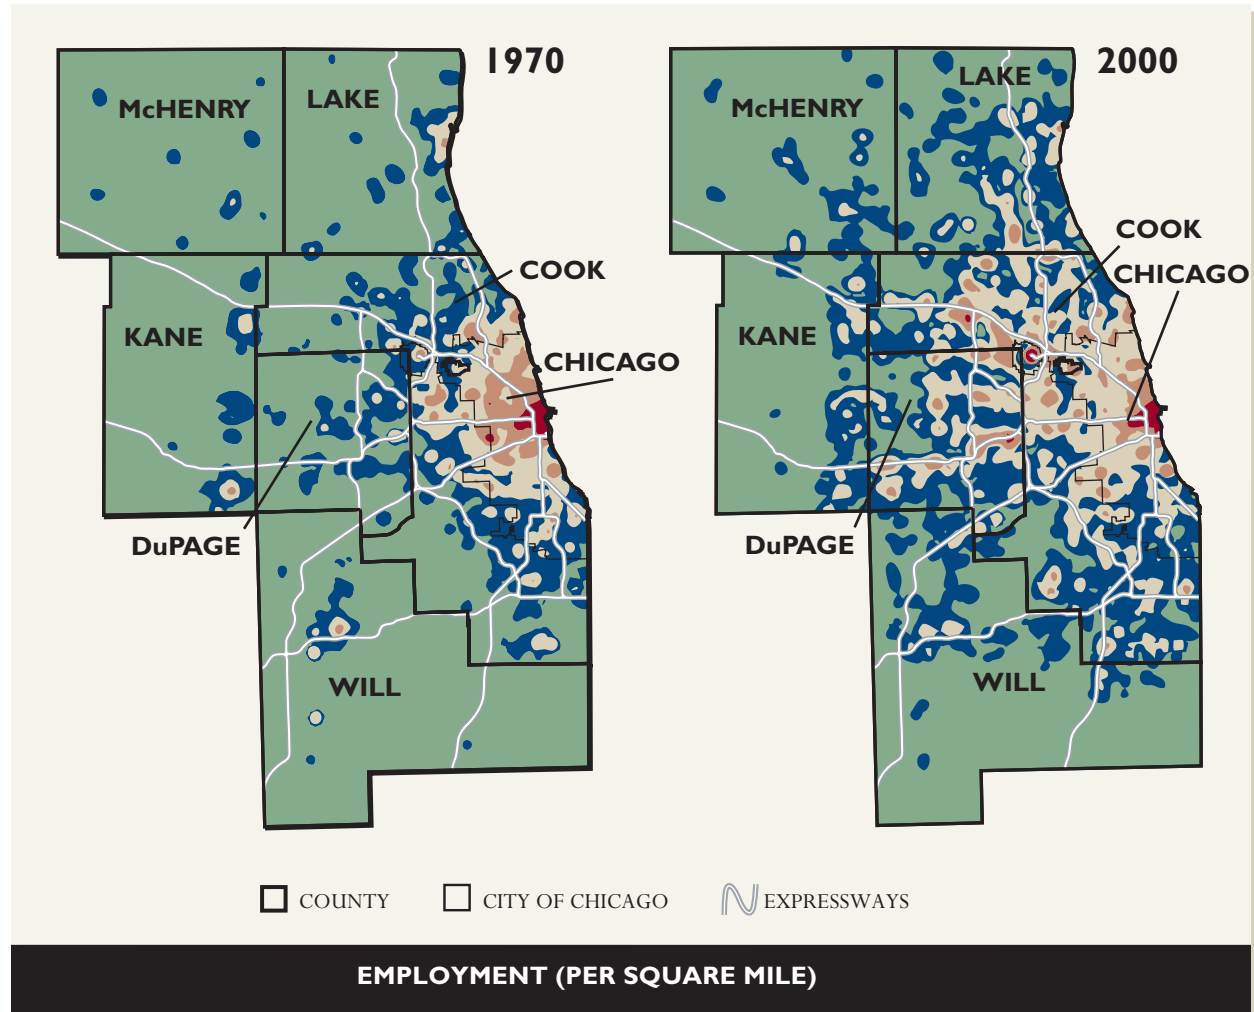 1970
McHENRY
LAKE
COOK
KANE
CHICAGO
DuPAGE
WILL
2000
LAKE
McHENRY
COOK
CHICAGO
KANE
DuPAGE
WILL
COUNTY
CITY OF CHICAGO
EXPRESSWAYS
EMPLOYMENT (PER SQUARE MILE)